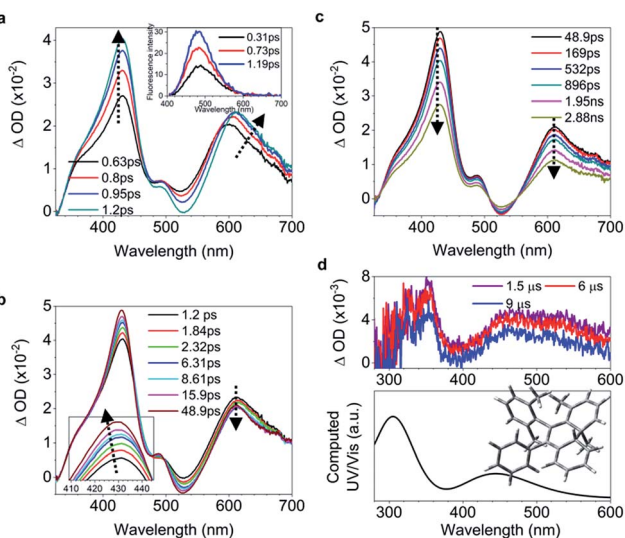 a
Δ OD (x10⁻²)
4
3
2
1
0
400
500
600
700
Wavelength (nm)
0.63ps
0.8ps
0.95ps
1.2ps
Fluorescence intensity
30
20
10
0
400 500 600 700
Wavelength (nm)
0.31ps
0.73ps
1.19ps
b
Δ OD (x10⁻²)
5
4
3
2
1
0
400
500
600
700
Wavelength (nm)
1.2 ps
1.84ps
2.32ps
6.31ps
8.61ps
15.9ps
48.9ps
410 420 430 440
c
Δ OD (x10⁻²)
5
4
3
2
1
0
400
500
600
700
Wavelength (nm)
48.9ps
169ps
532ps
896ps
1.95ns
2.88ns
d
Δ OD (x10⁻³)
8
4
0
1.5 μs 6 μs
9 μs
300 400 500 600
Computed
UV/Vis (a.u.)
300 400 500 600
Wavelength (nm)